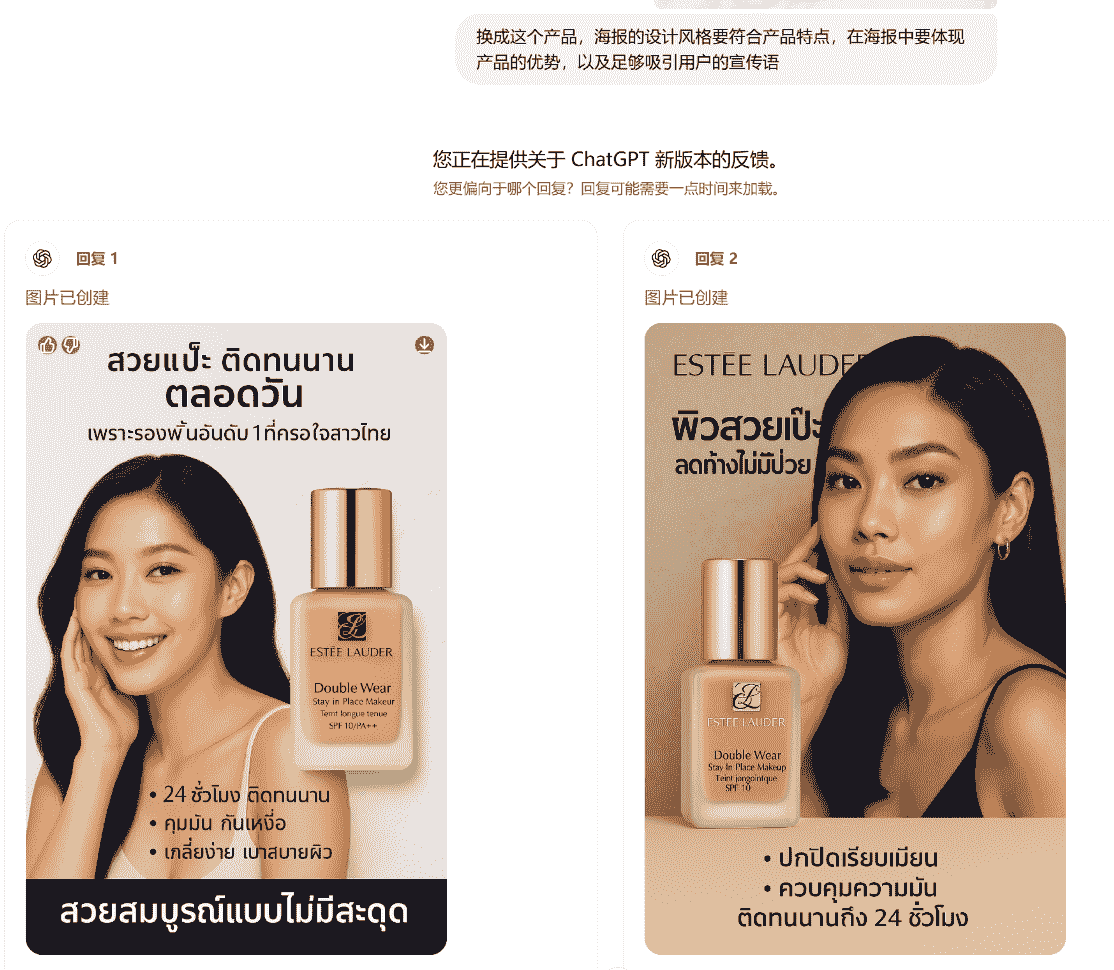 换成这个产品，海报的设计风格要符合产品特点，在海报中要体现
产品的优势，以及足够吸引用户的宣传语
您正在提供关于 ChatGPT 新版本的反馈。
您更偏向于哪个回复？回复可能需要一点时间来加载。
回复 1
图片已创建
สวยแป๊ะ ติดทนนาน
ตลอดวัน
เพราะรองพื้นอันดับ 1 ที่ครอใจสาวไทย
ESTĒE LAUDER
Double Wear
Stay in Place Makeur
Teint longue tenue
SPF 10/PA++
• 24 ชั่วโมง ติดทนนาน
• คุมมัน กันเหงื่อ
• เกลี่ยง่าย เบาสบายผิว
สวยสมบูรณ์แบบไม่มีสะดุด
回复 2
图片已创建
ESTĒE LAUDE
ผิวสวยเป๊ะ
ลดท้างไม่มีป่วย
ESTĒE LAUDER
Double Wear
Stay In Place Makeup
Teint jongointque
SPF 10
• ปกปิดเรียบเมียน
• ควบคุมความมัน
ติดทนนานถึง 24 ชั่วโมง